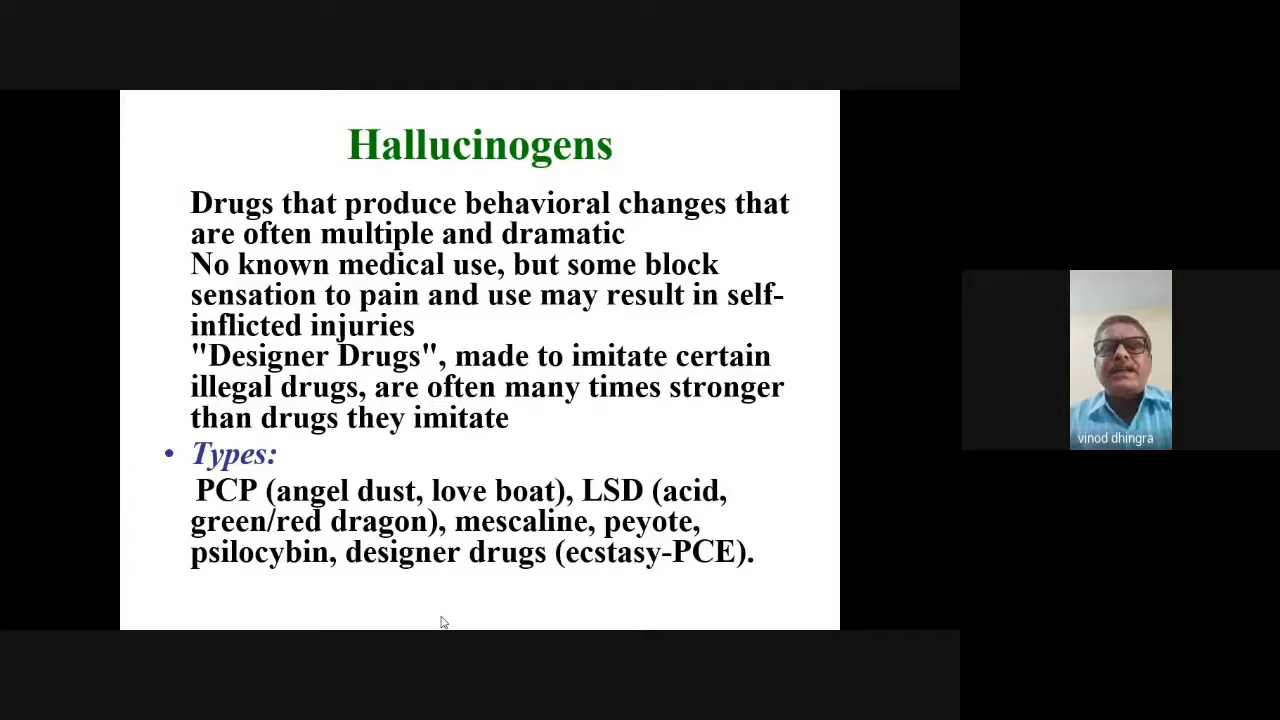 Hallucinogens
Drugs that produce behavioral changes that
are often multiple and dramatic
No known medical use, but some block
sensation to pain and use may result in self-
inflicted injuries
"Designer Drugs", made to imitate certain
illegal drugs, are often many times stronger
than drugs they imitate
• Types:
PCP (angel dust, love boat), LSD (acid,
green/red dragon), mescaline, peyote,
psilocybin, designer drugs (ecstasy-PCE).
vinod dhingra